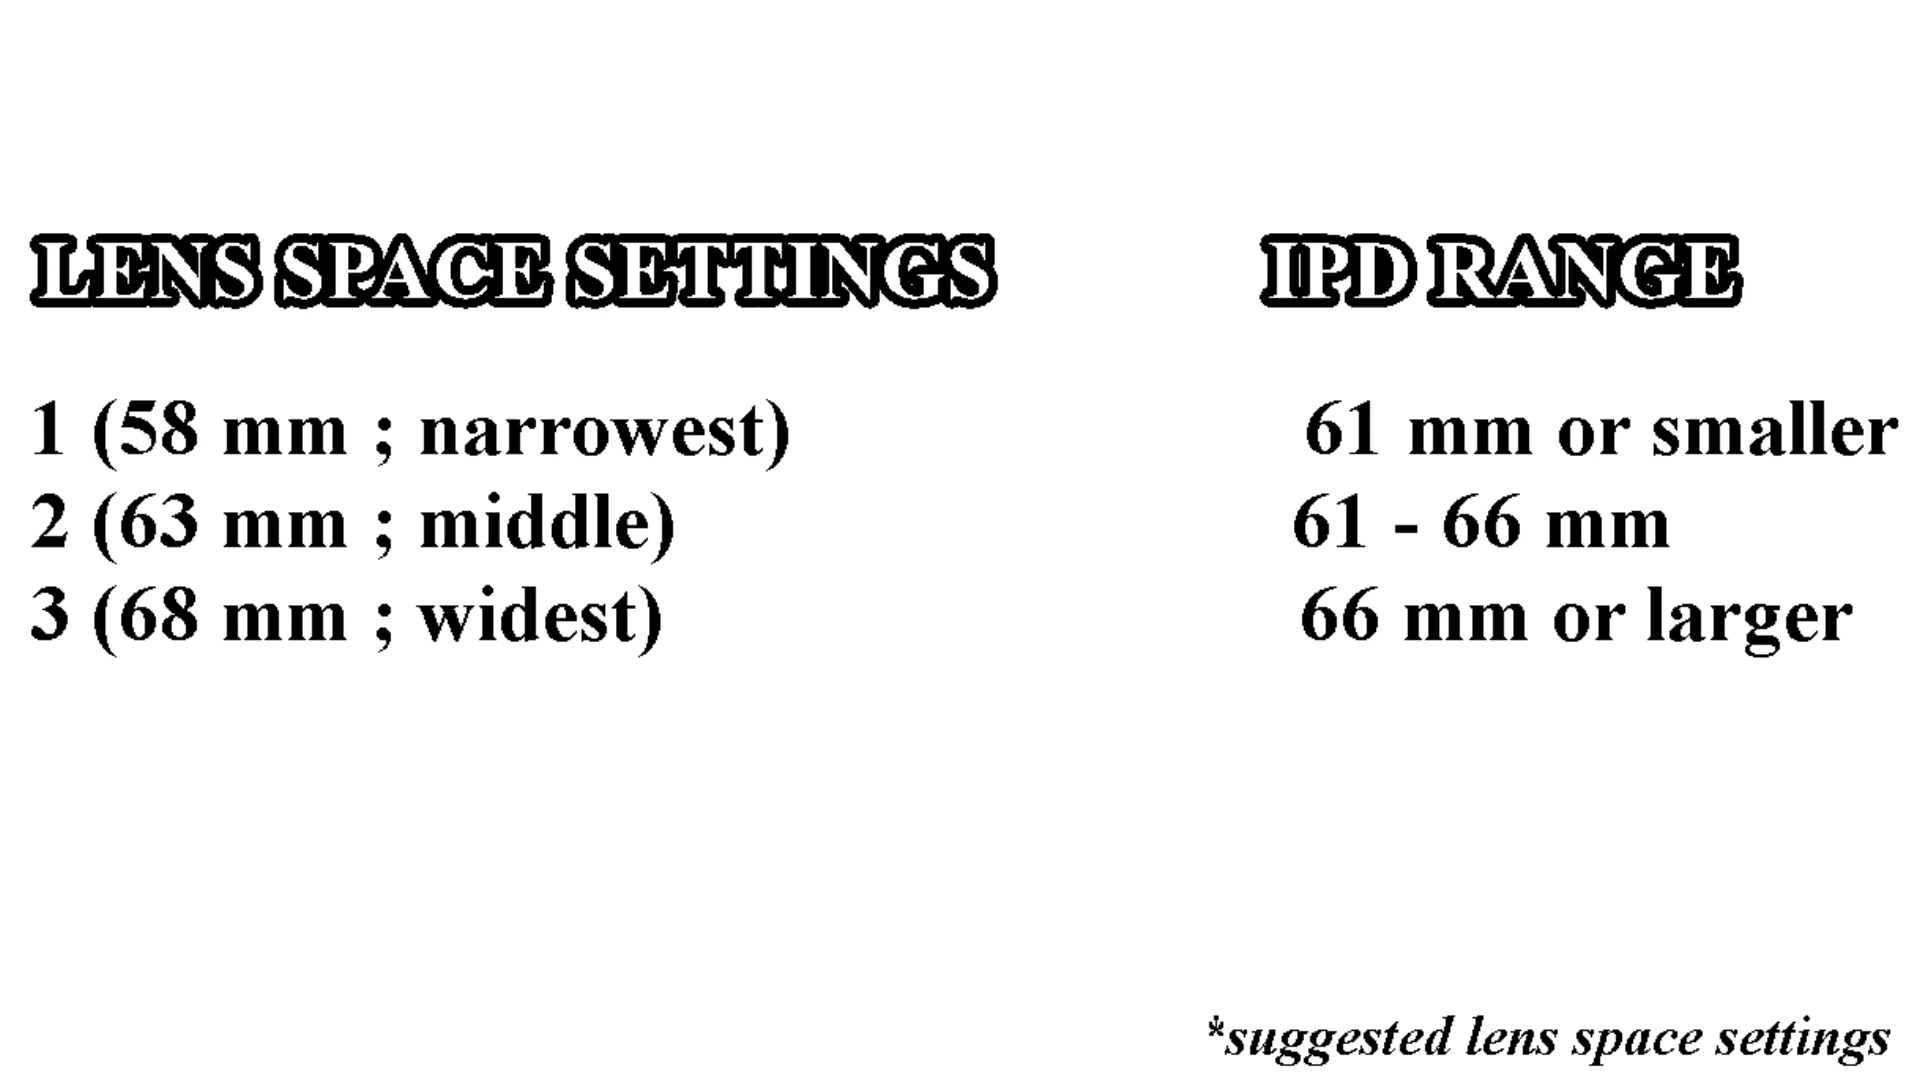 LENS SPACE SETTINGS IPD RANGE
1 (58 mm ; narrowest) 61 mm or smaller
2 (63 mm ; middle) 61 - 66 mm
3 (68 mm ; widest) 66 mm or larger
*suggested lens space settings